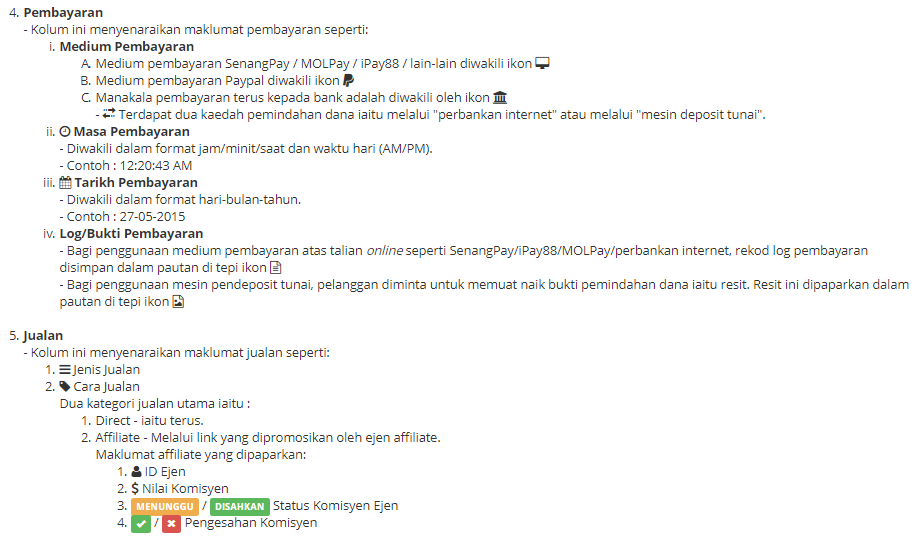 4. Pembayaran
- Kolum ini menyenaraikan maklumat pembayaran seperti:
i. Medium Pembayaran
A. Medium pembayaran SenangPay / MOLPay / iPay88 / lain-lain diwakili ikon
B. Medium pembayaran Paypal diwakili ikon
C. Manakala pembayaran terus kepada bank adalah diwakili oleh ikon
- Terdapat dua kaedah pemindahan dana iaitu melalui "perbankan internet" atau melalui "mesin deposit tunai".
ii. Masa Pembayaran
- Diwakili dalam format jam/minit/saat dan waktu hari (AM/PM).
- Contoh : 12:20:43 AM
iii. Tarikh Pembayaran
- Diwakili dalam format hari-bulan-tahun.
- Contoh : 27-05-2015
iv. Log/Bukti Pembayaran
- Bagi penggunaan medium pembayaran atas talian online seperti SenangPay/iPay88/MOLPay/perbankan internet, rekod log pembayaran
disimpan dalam pautan di tepi ikon
- Bagi penggunaan mesin pendeposit tunai, pelanggan diminta untuk memuat naik bukti pemindahan dana iaitu resit. Resit ini dipaparkan dalam
pautan di tepi ikon
5. Jualan
- Kolum ini menyenaraikan maklumat jualan seperti:
1. Jenis Jualan
2. Cara Jualan
Dua kategori jualan utama iaitu :
1. Direct - iaitu terus.
2. Affiliate - Melalui link yang dipromosikan oleh ejen affiliate.
Maklumat affiliate yang dipaparkan:
1. ID Ejen
2. $ Nilai Komisyen
3. MENUNGGU / DISAHKAN Status Komisyen Ejen
4. ✔ / ✖ Pengesahan Komisyen